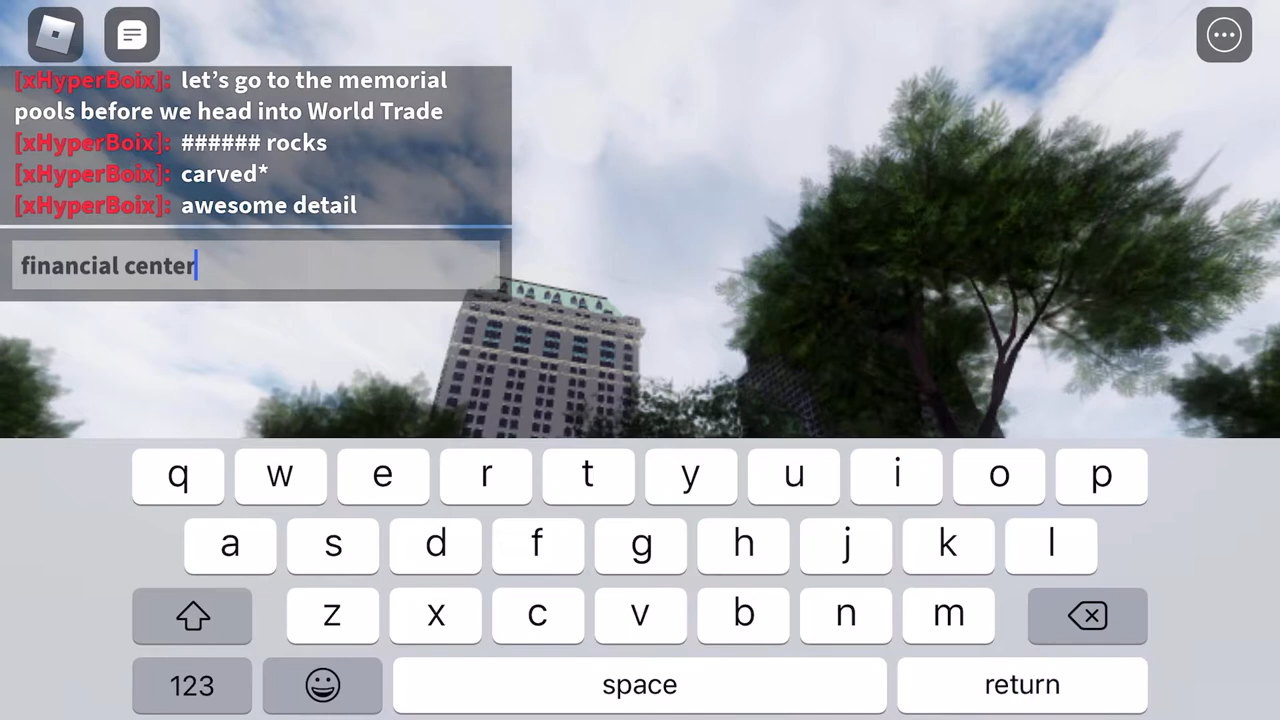 [xHyperBoix]: let's go to the memorial
pools before we head into World Trade
[xHyperBoix]: ###### rocks
[xHyperBoix]: carved*
[xHyperBoix]: awesome detail
financial center
q w e r t y u i o p
a s d f g h j k l
z x c v b n m
123 space return